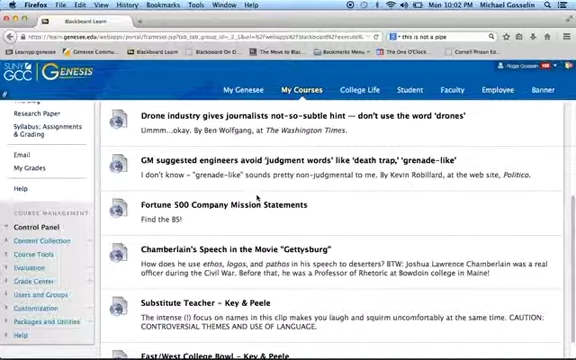 Firefox File Edit View History Bookmarks Tools Window Help
Mon 10:02 PM Michael Gosselin
Blackboard Learn
this is not a pipe
Learn.genesee.edu
Genesee Commu...
Blackboard
Blackboard On D...
The Move to Blac...
Bookmarks Menu
The One O'Clock...
Cornell Prison Ed...
SUNY
GCC GENESIS
Roger Gosselin
My Genesee My Courses College Life Student Faculty Employee Banner
The Blog
Research Paper
Syllabus, Assignments
& Grading
Email
My Grades
Help
COURSE MANAGEMENT
Control Panel
Content Collection
Course Tools
Evaluation
Grade Center
Users and Groups
Customization
Packages and Utilities
Help
Drone industry gives journalists not-so-subtle hint — don't use the word 'drones'
Ummm...okay. By Ben Wolfgang, at The Washington Times.
GM suggested engineers avoid 'judgment words' like 'death trap,' 'grenade-like'
I don't know - "grenade-like" sounds pretty non-judgmental to me. By Kevin Robillard, at the web site, Politico.
Fortune 500 Company Mission Statements
Find the BS!
Chamberlain's Speech in the Movie "Gettysburg"
How does he use ethos, logos, and pathos in his speech to deserters? BTW: Joshua Lawrence Chamberlain was a real
officer during the Civil War. Before that, he was a Professor of Rhetoric at Bowdoin college in Maine!
Substitute Teacher - Key & Peele
The intense (!) focus on names in this clip makes you laugh and squirm uncomfortably at the same time. CAUTION:
CONTROVERSIAL THEMES AND USE OF LANGUAGE.
East/West College Bowl - Key & Peele